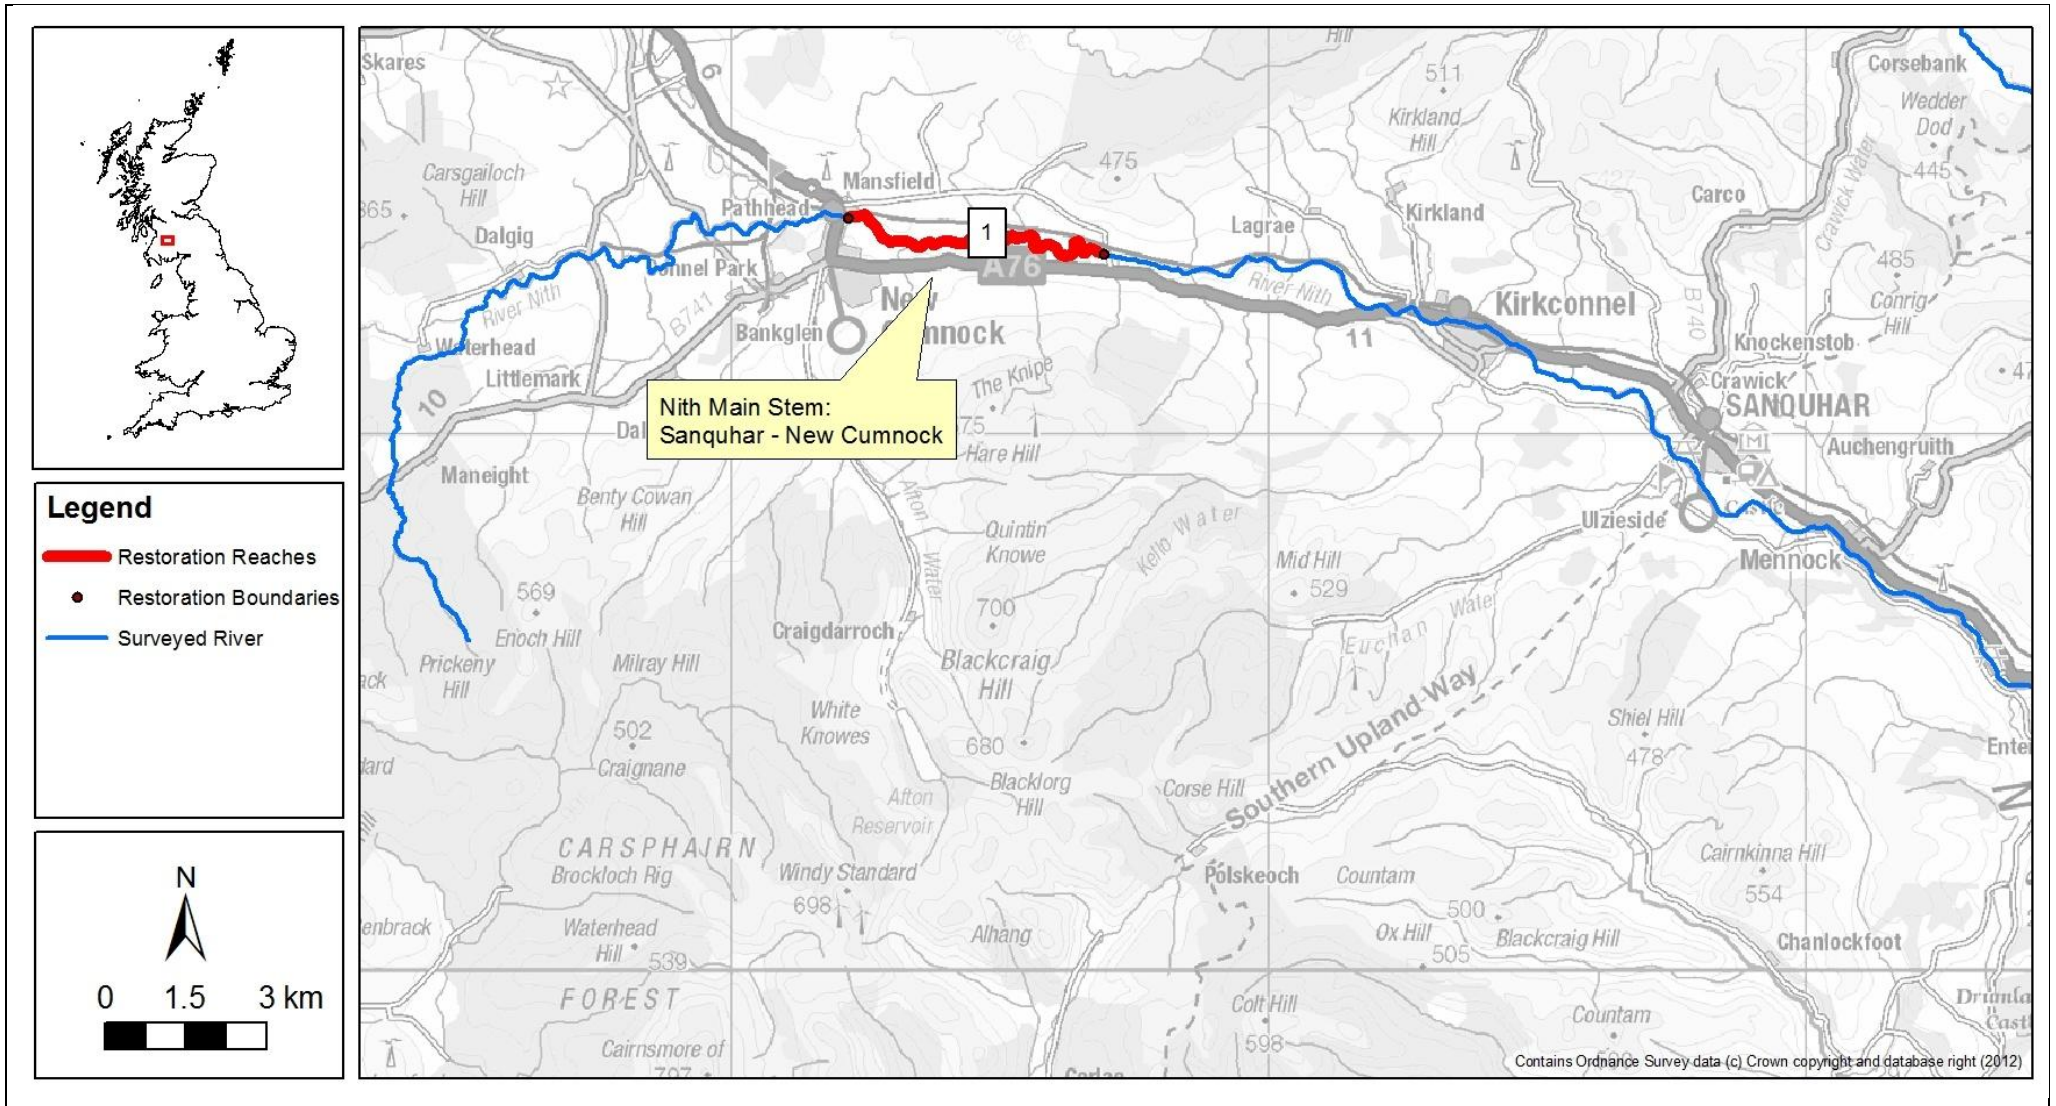 Legend
Restoration Reaches
Restoration Boundaries
Surveyed River
N
0 1.5 3 km
Skares
6
Hill
511
Corsebank
Wedder
Dod
445
Kirkland
Hill
Carsgailoch
Hill
475
Mansfield
Carco
Crawick Water
365
Pathhead
Kirkland
Dalgig
1
Lagrae
A76
485
Conrig
Hill
River Nith
River Nith
B741
B740
Kirkconnel
Bankglen
11
Knockenstob
Waterhead
Littlemark
10
The Knipe
Crawick
SANQUHAR
Nith Main Stem:
Sanquhar - New Cumnock
Hare Hill
Auchengruith
Maneight
Benty Cowan
Hill
Afton
Water
Quintin
Knowe
Kello Water
Ulzieside
Mid Hill
529
Mennock
569
Enoch Hill
700
Craigdarroch
Euchan Water
Prickeny
Hill
Milray Hill
Blackcraig
Hill
Southern Upland Way
White
Knowes
Shiel Hill
478
502
Craignane
680
Blacklorg
Hill
Corse Hill
Afton
Reservoir
CARSPHAIRN
Brockloch Rig
Windy Standard
698
Polskeoch
Countam
Cairnkinna Hill
554
enbrack
Waterhead
Hill
539
Alhang
500
Ox Hill
505
Blackcraig Hill
Chanlockfoot
FOREST
Colt Hill
598
Countam
Cairnsmore of
797
Contains Ordnance Survey data (c) Crown copyright and database right (2012)